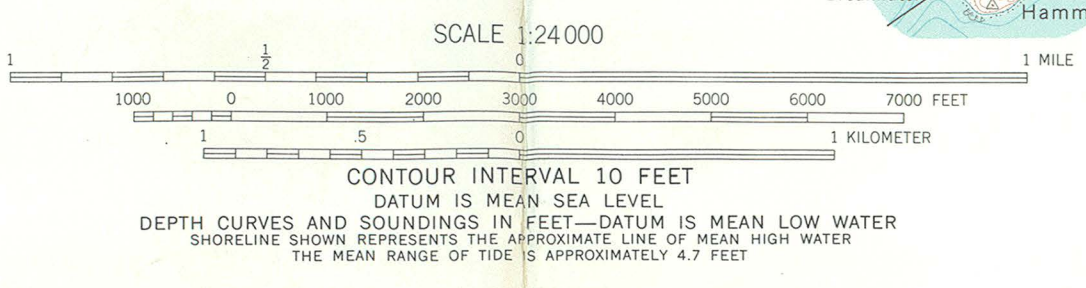 Hamm
SCALE 1:24 000
1 ½ 0 1 MILE
1000 0 1000 2000 3000 4000 5000 6000 7000 FEET
1 .5 0 1 KILOMETER
CONTOUR INTERVAL 10 FEET
DATUM IS MEAN SEA LEVEL
DEPTH CURVES AND SOUNDINGS IN FEET—DATUM IS MEAN LOW WATER
SHORELINE SHOWN REPRESENTS THE APPROXIMATE LINE OF MEAN HIGH WATER
THE MEAN RANGE OF TIDE IS APPROXIMATELY 4.7 FEET